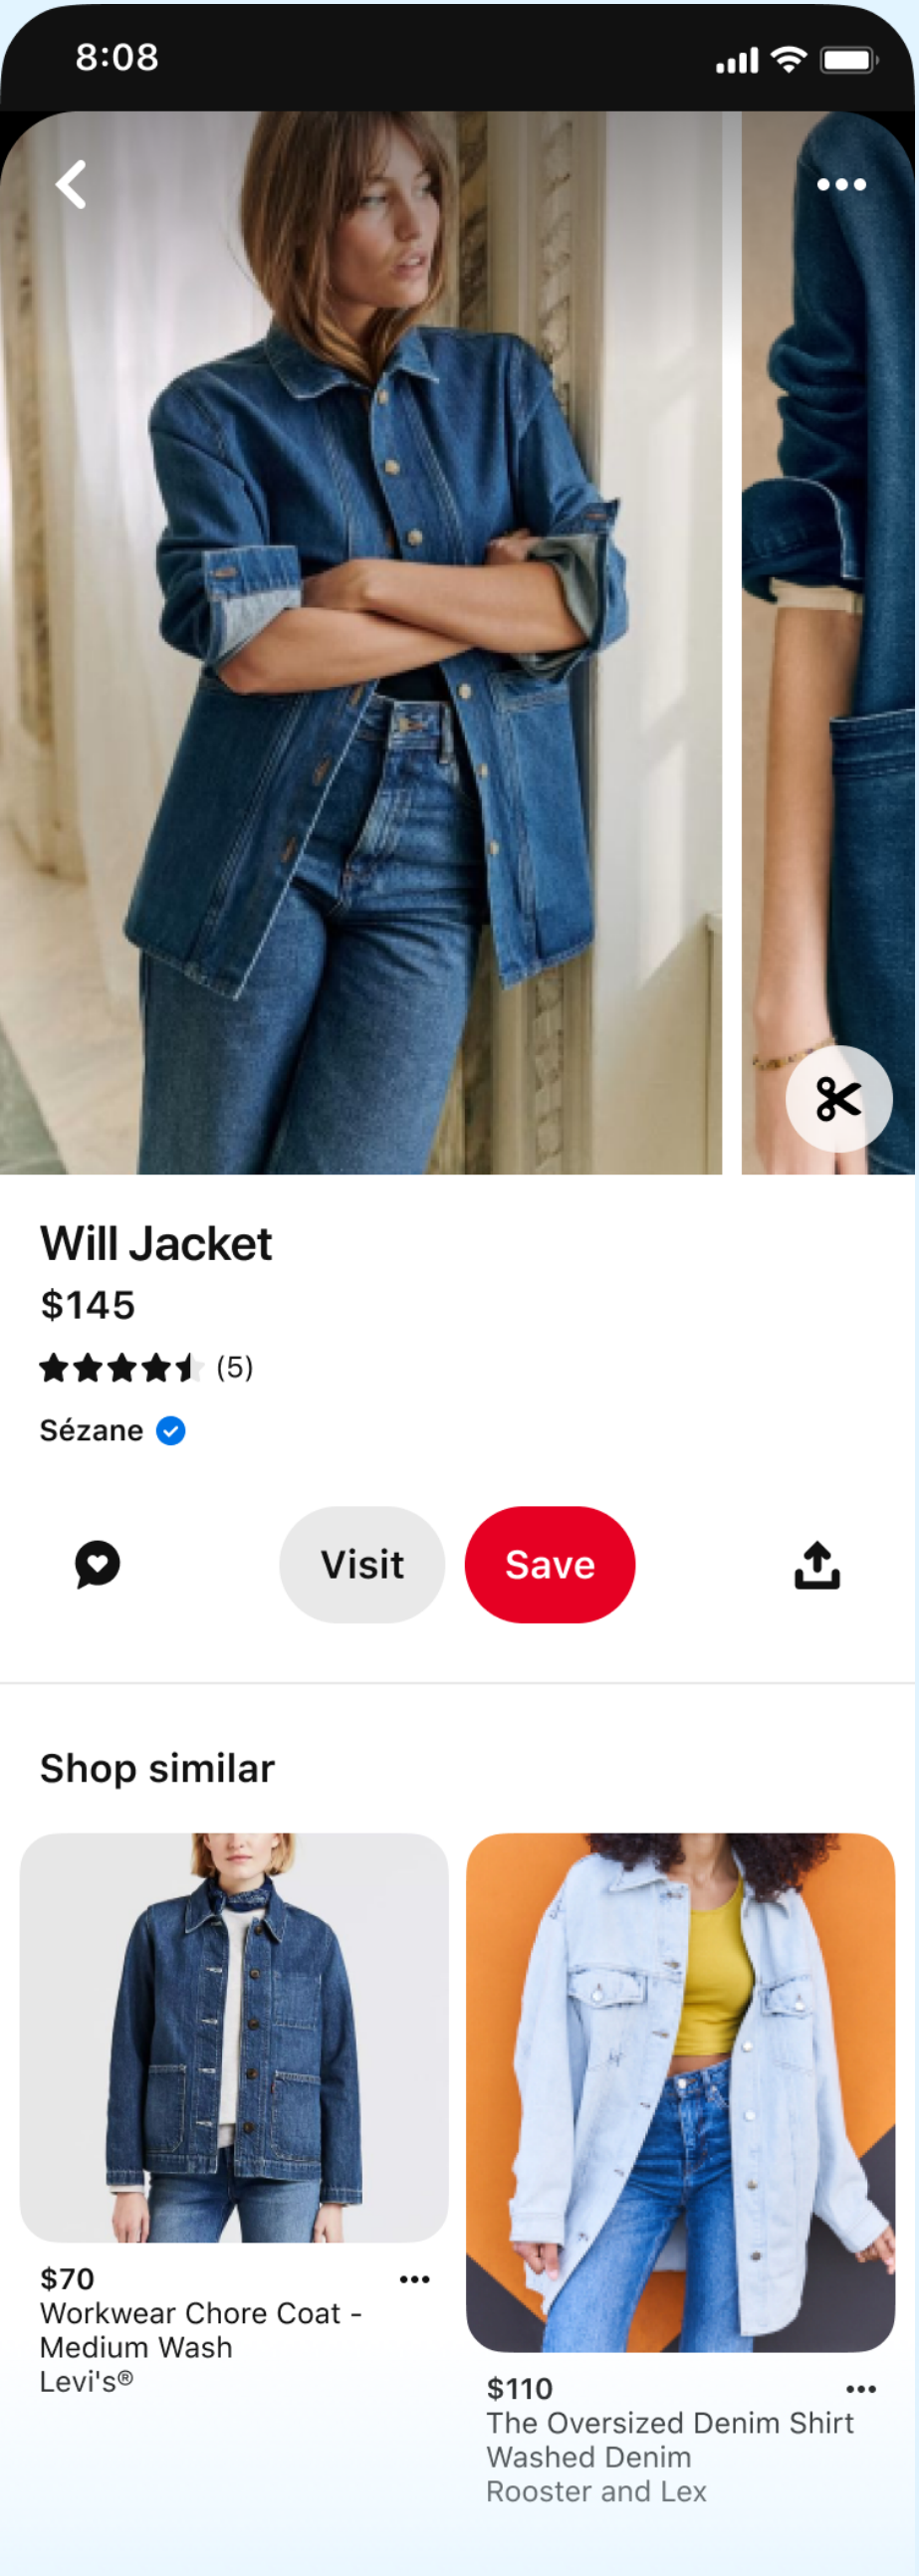 8:08
Will Jacket
$145
(5)
Sézane
Visit
Save
Shop similar
$70
Workwear Chore Coat -
Medium Wash
Levi's®
$110
The Oversized Denim Shirt
Washed Denim
Rooster and Lex